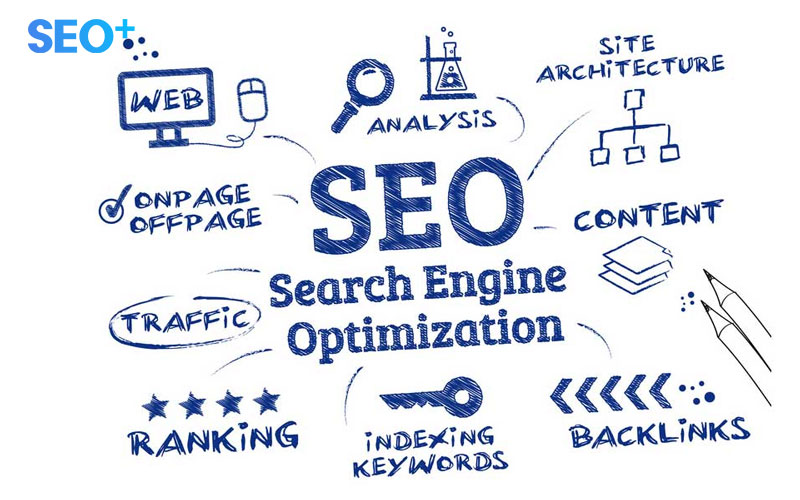 SEO+
WEB
ANALYSIS
SITE
ARCHITECTURE
ONPAGE
OFFPAGE
SEO
Search Engine
Optimization
CONTENT
TRAFFIC
RANKING
INDEXING
KEYWORDS
BACKLINKS